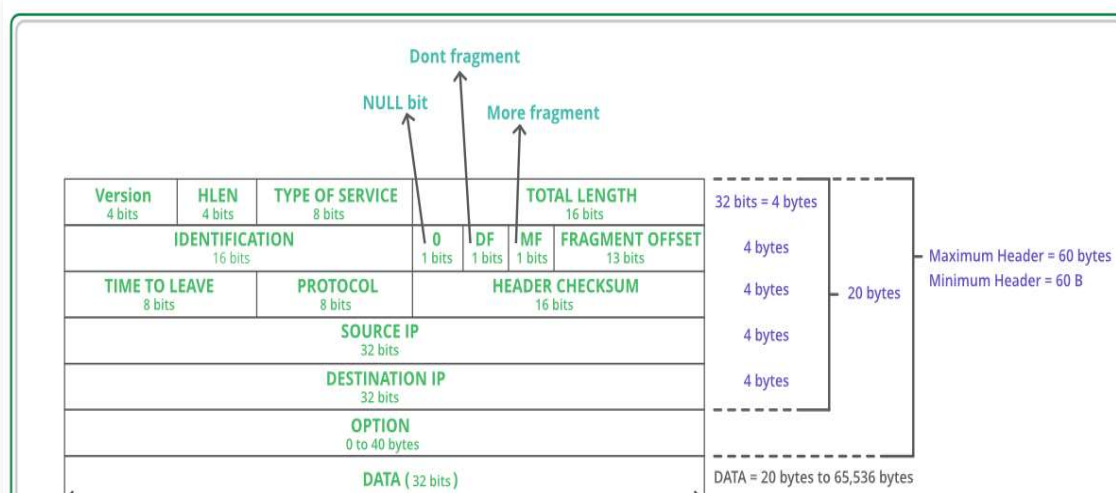 Dont fragment
NULL bit
More fragment
Version HLEN TYPE OF SERVICE TOTAL LENGTH
4 bits 4 bits 8 bits 16 bits
32 bits = 4 bytes
IDENTIFICATION 0 DF MF FRAGMENT OFFSET
16 bits 1 bits 1 bits 1 bits 13 bits
4 bytes
Maximum Header = 60 bytes
Minimum Header = 60 B
TIME TO LEAVE PROTOCOL HEADER CHECKSUM
8 bits 8 bits 16 bits
4 bytes
20 bytes
SOURCE IP
32 bits
4 bytes
DESTINATION IP
32 bits
4 bytes
OPTION
0 to 40 bytes
DATA (32 bits)
DATA = 20 bytes to 65,536 bytes